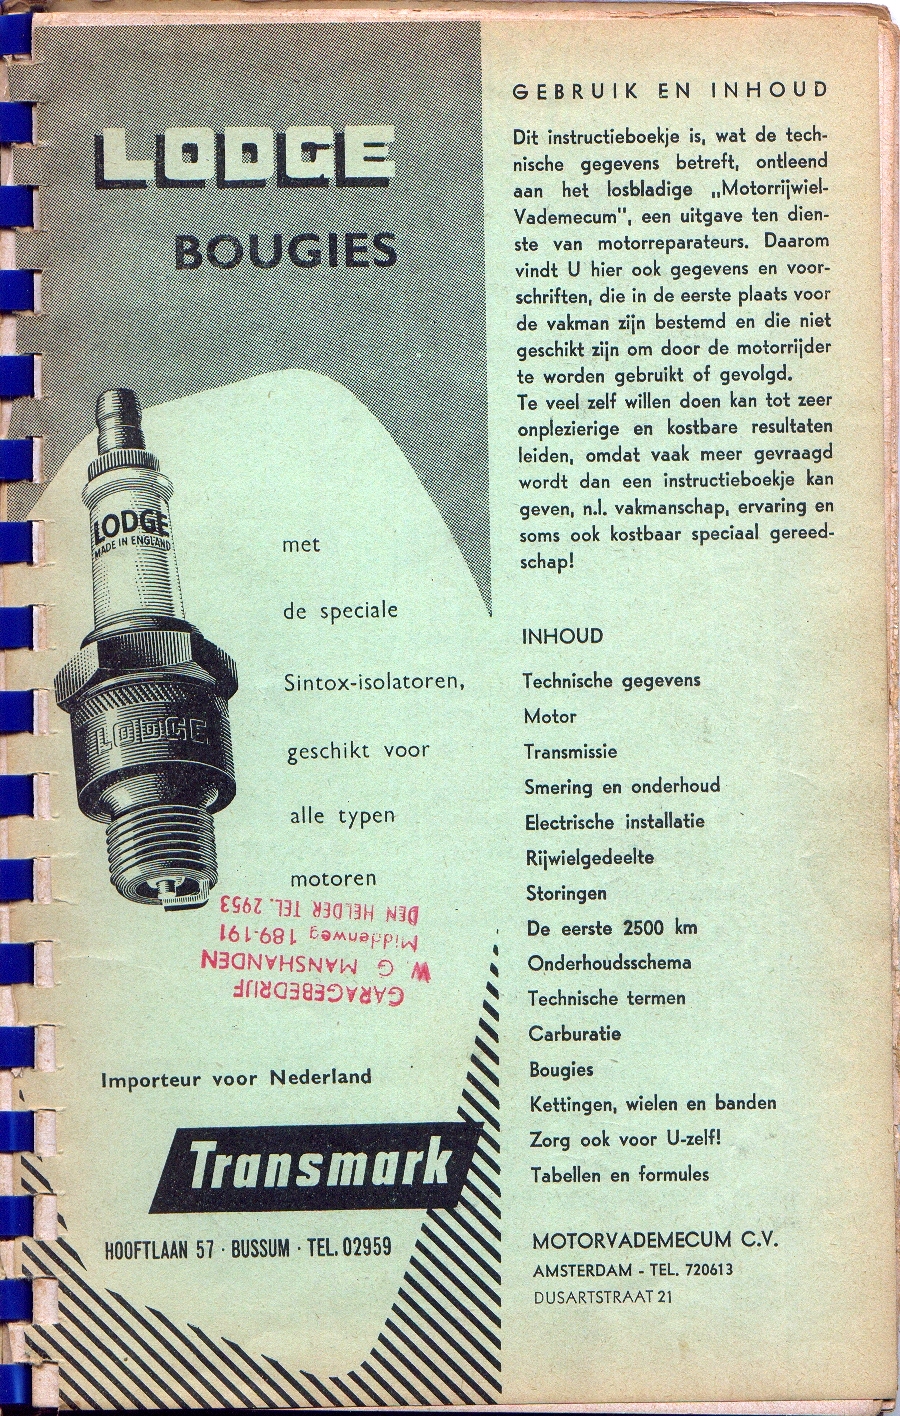 LODGE
BOUGIES
LODGE
MADE IN ENGLAND
LODGE
met
de speciale
Sintox-isolatoren,
geschikt voor
alle typen
motoren
GARAGEBEDRIJF
W. G. MANSHANDEN
Middenweg 189-191
DEN HELDER TEL. 2953
Importeur voor Nederland
Transmark
HOOFTLAAN 57 · BUSSUM · TEL. 02959
GEBRUIK EN INHOUD
Dit instructieboekje is, wat de tech-
nische gegevens betreft, ontleend
aan het losbladige „Motorrijwiel-
Vademecum", een uitgave ten dien-
ste van motorreparateurs. Daarom
vindt U hier ook gegevens en voor-
schriften, die in de eerste plaats voor
de vakman zijn bestemd en die niet
geschikt zijn om door de motorrijder
te worden gebruikt of gevolgd.
Te veel zelf willen doen kan tot zeer
onplezierige en kostbare resultaten
leiden, omdat vaak meer gevraagd
wordt dan een instructieboekje kan
geven, n.l. vakmanschap, ervaring en
soms ook kostbaar speciaal gereed-
schap!
INHOUD
Technische gegevens
Motor
Transmissie
Smering en onderhoud
Electrische installatie
Rijwielgedeelte
Storingen
De eerste 2500 km
Onderhoudsschema
Technische termen
Carburatie
Bougies
Kettingen, wielen en banden
Zorg ook voor U-zelf!
Tabellen en formules
MOTORVADEMECUM C.V.
AMSTERDAM - TEL. 720613
DUSARTSTRAAT 21